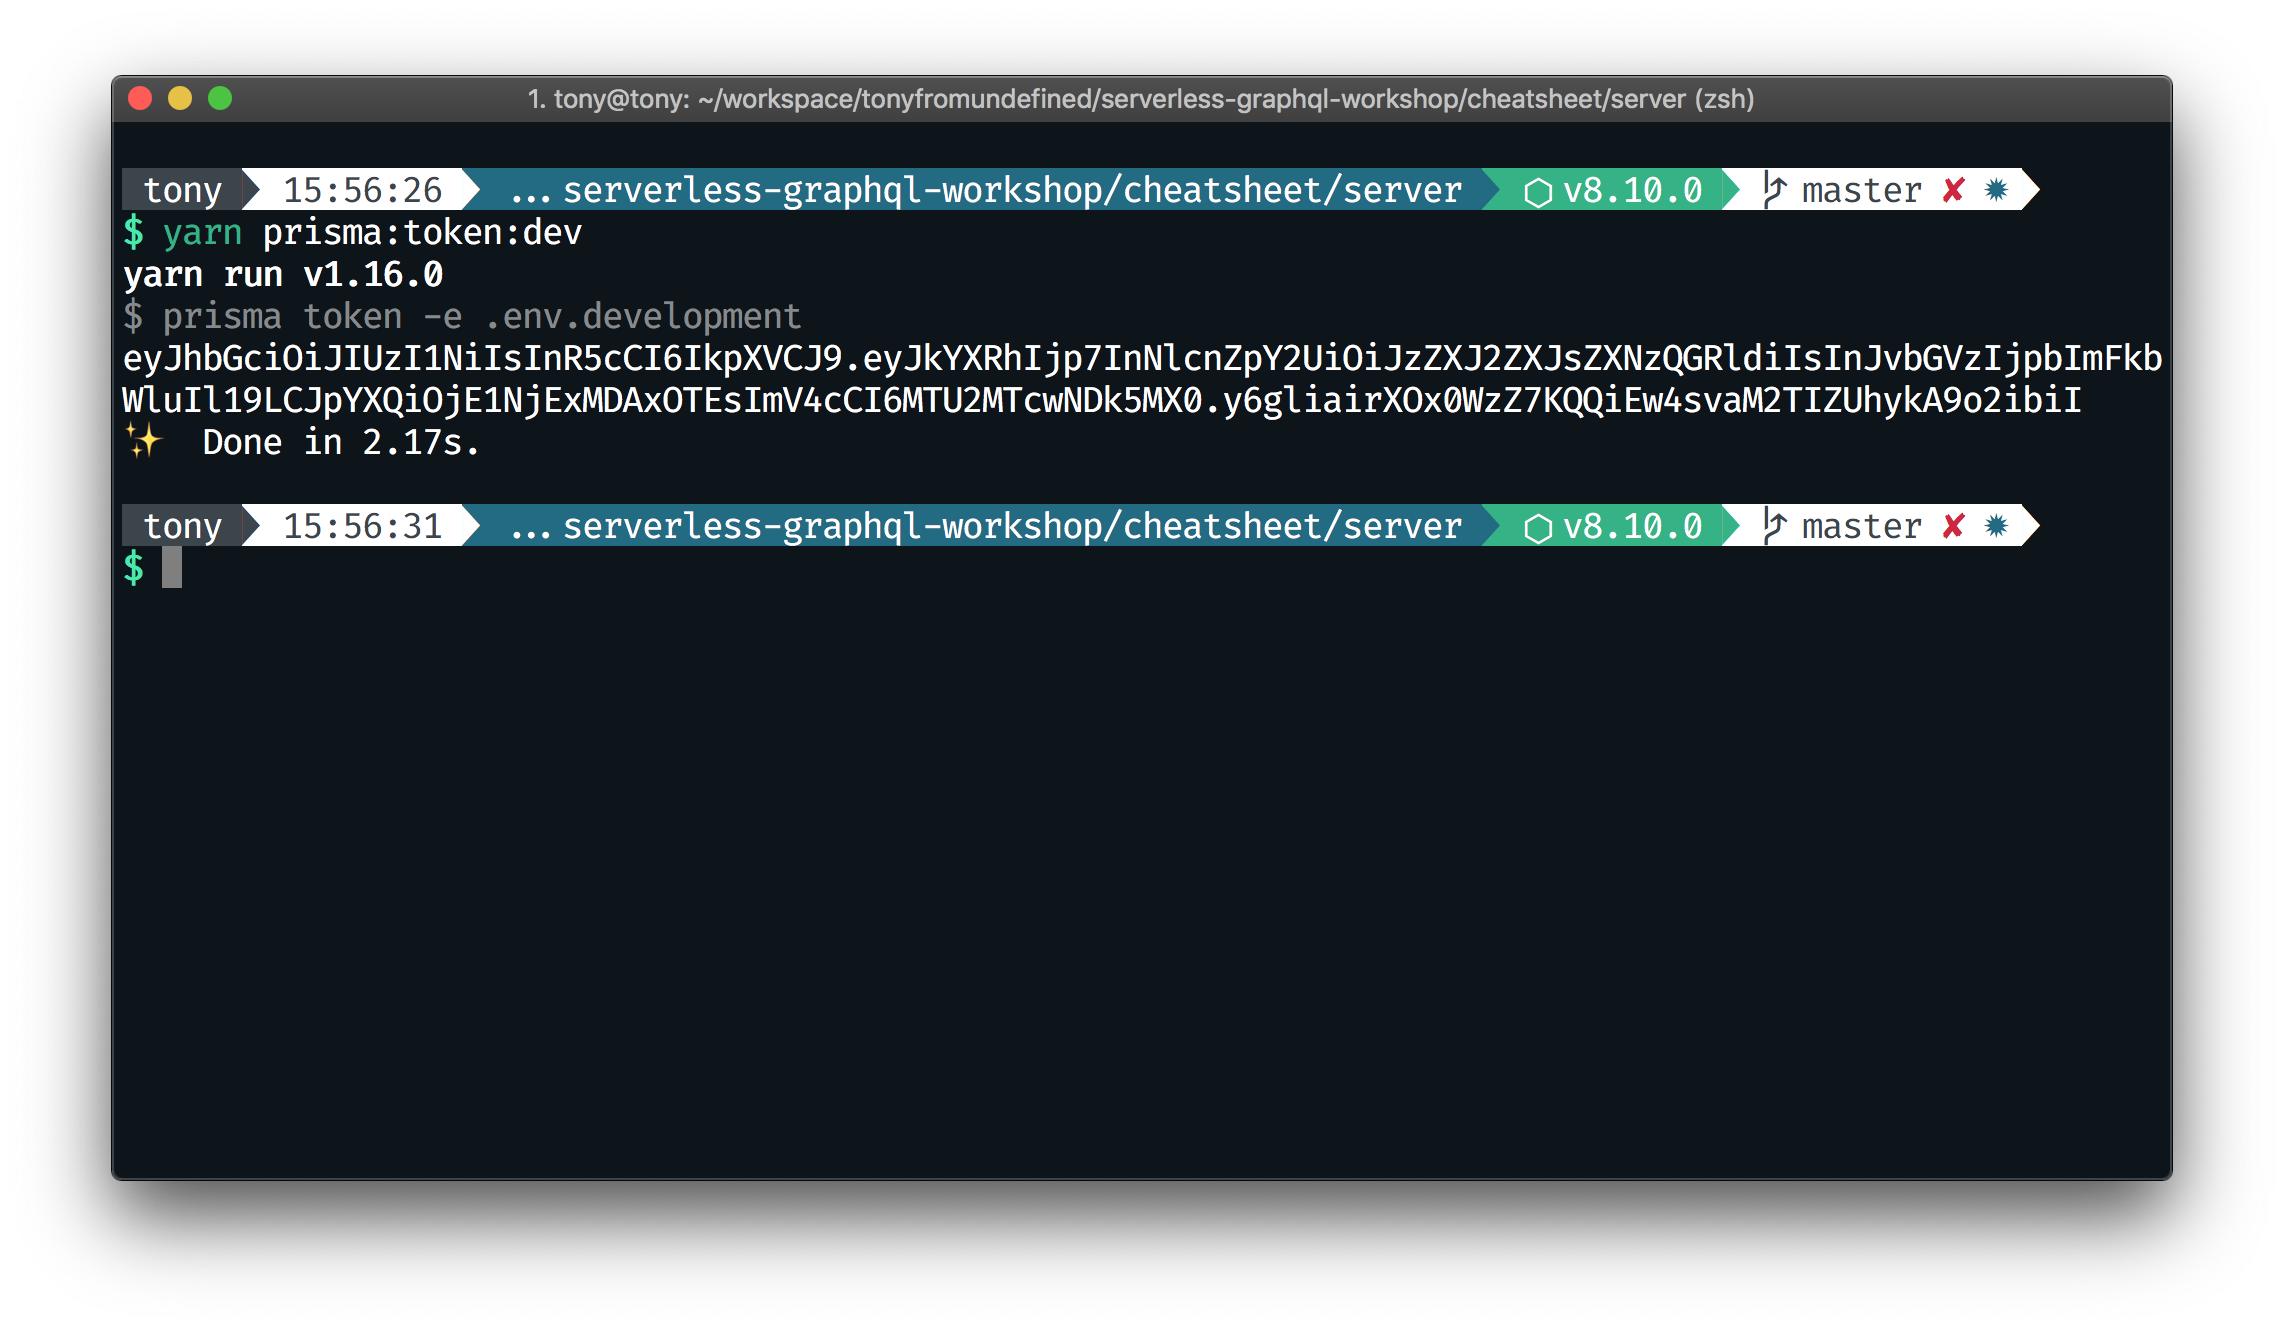 1. tony@tony: ~/workspace/tonyfromundefined/serverless-graphql-workshop/cheatsheet/server (zsh)
tony 15:56:26 ... serverless-graphql-workshop/cheatsheet/server ⬡ v8.10.0 master ✘ ✹
$ yarn prisma:token:dev
yarn run v1.16.0
$ prisma token -e .env.development
eyJhbGciOiJIUzI1NiIsInR5cCI6IkpXVCJ9.eyJkYXRhIjp7InNlcnZpY2UiOiJzZXJ2ZXJsZXNzQGRldiIsInJvbGVzIjpbImFkb
WluIl19LCJpYXQiOjE1NjExMDAxOTEsImV4cCI6MTU2MTcwNDk5MX0.y6gliairXOx0WzZ7KQQiEw4svaM2TIZUhykA9o2ibiI
✨ Done in 2.17s.
tony 15:56:31 ... serverless-graphql-workshop/cheatsheet/server ⬡ v8.10.0 master ✘ ✹
$